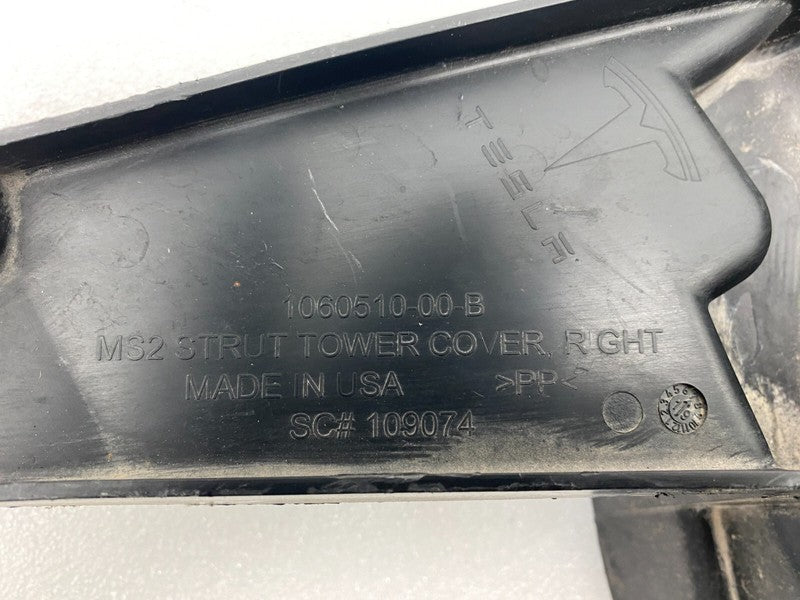 TESLA
1060510-00-B
MS2 STRUT TOWER COVER, RIGHT
MADE IN USA >PP<
SC# 109074